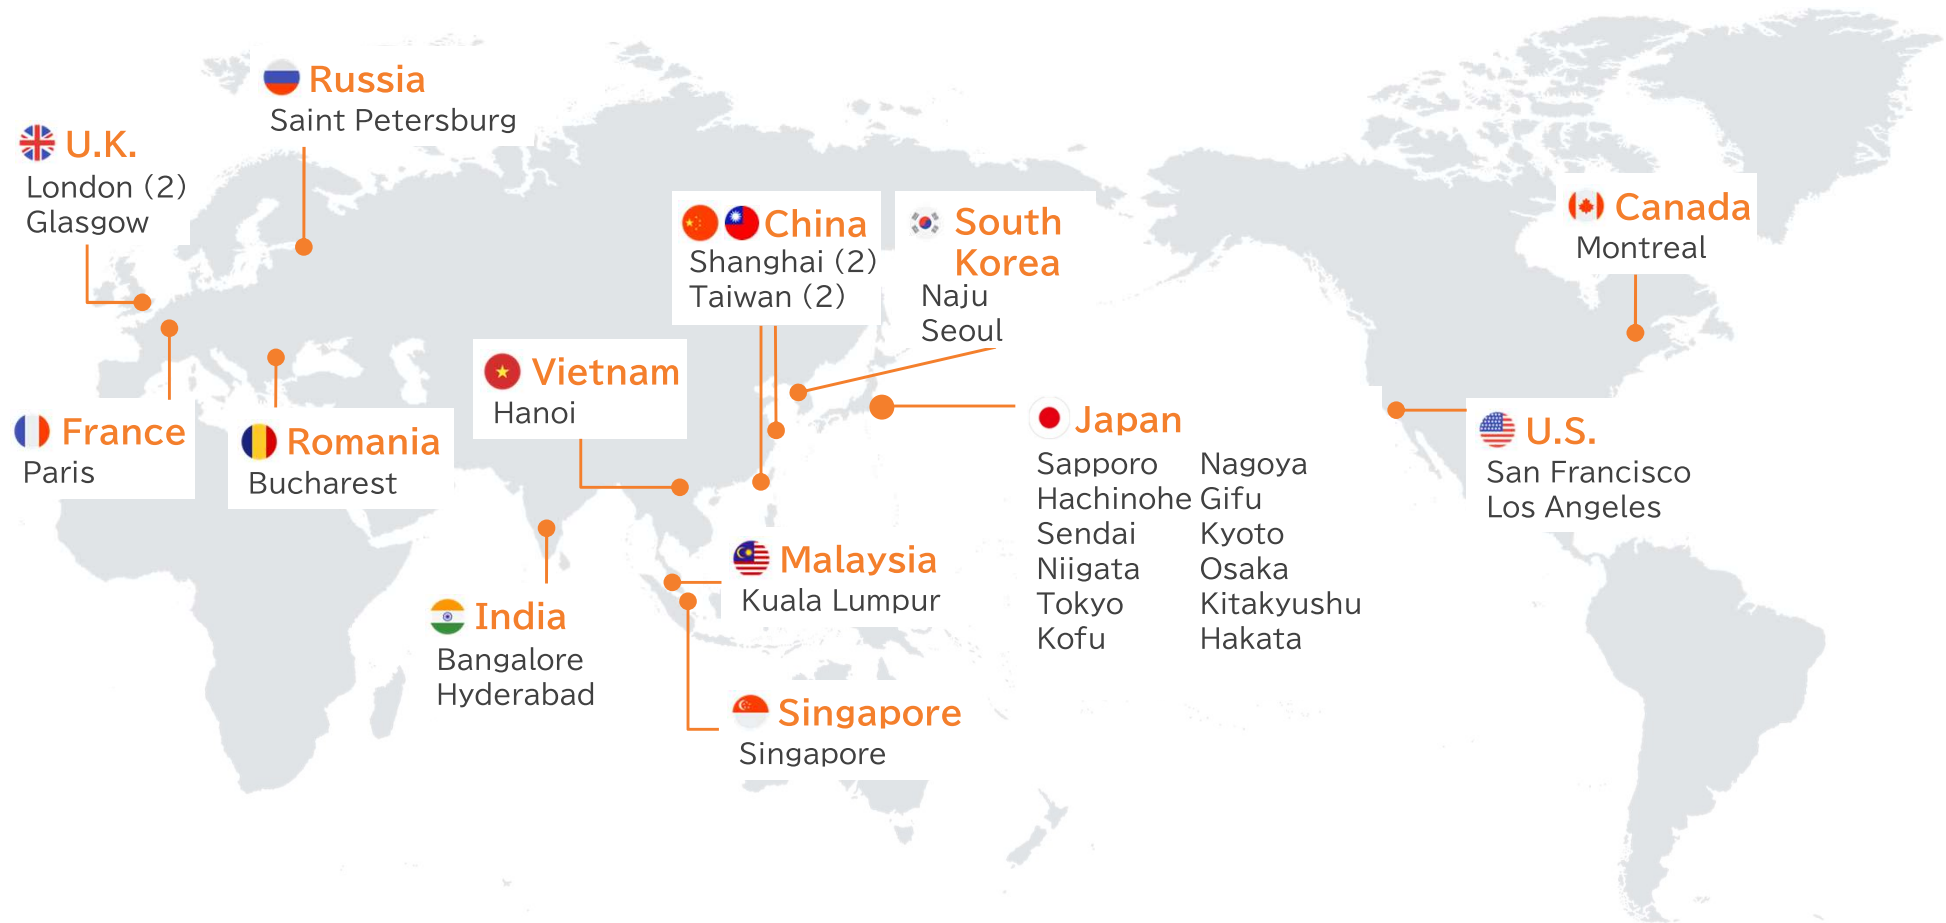 Russia
Saint Petersburg
U.K.
London (2)
Glasgow
France
Paris
Romania
Bucharest
Vietnam
Hanoi
China
Shanghai (2)
Taiwan (2)
South
Korea
Naju
Seoul
India
Bangalore
Hyderabad
Malaysia
Kuala Lumpur
Singapore
Singapore
Japan
Sapporo
Hachinohe
Sendai
Niigata
Tokyo
Kofu
Nagoya
Gifu
Kyoto
Osaka
Kitakyushu
Hakata
Canada
Montreal
U.S.
San Francisco
Los Angeles